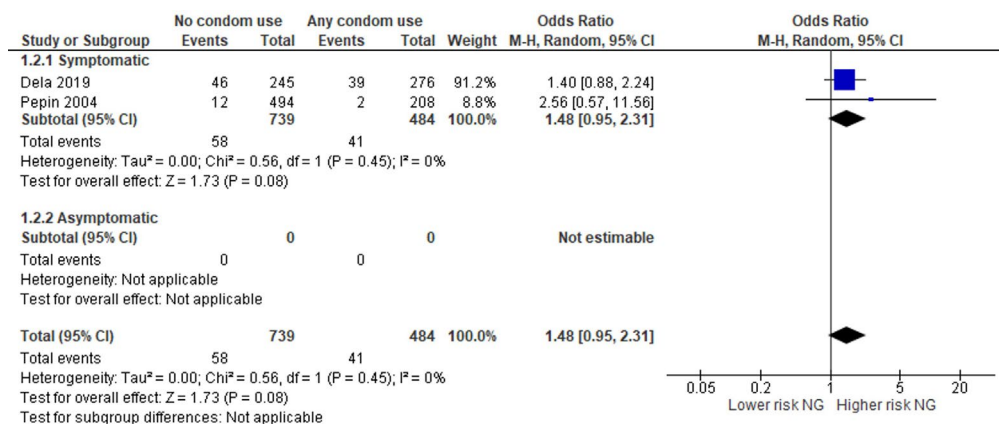 No condom use Any condom use Odds Ratio Odds Ratio
Study or Subgroup Events Total Events Total Weight M-H, Random, 95% CI M-H, Random, 95% CI
1.2.1 Symptomatic
Dela 2019 46 245 39 276 91.2% 1.40 [0.88, 2.24]
Pepin 2004 12 494 2 208 8.8% 2.56 [0.57, 11.56]
Subtotal (95% CI) 739 484 100.0% 1.48 [0.95, 2.31]
Total events 58 41
Heterogeneity: Tau² = 0.00; Chi² = 0.56, df = 1 (P = 0.45); I² = 0%
Test for overall effect: Z = 1.73 (P = 0.08)
1.2.2 Asymptomatic
Subtotal (95% CI) 0 0 Not estimable
Total events 0 0
Heterogeneity: Not applicable
Test for overall effect: Not applicable
Total (95% CI) 739 484 100.0% 1.48 [0.95, 2.31]
Total events 58 41
Heterogeneity: Tau² = 0.00; Chi² = 0.56, df = 1 (P = 0.45); I² = 0%
Test for overall effect: Z = 1.73 (P = 0.08)
Test for subgroup differences: Not applicable
0.05 0.2 1 5 20
Lower risk NG Higher risk NG